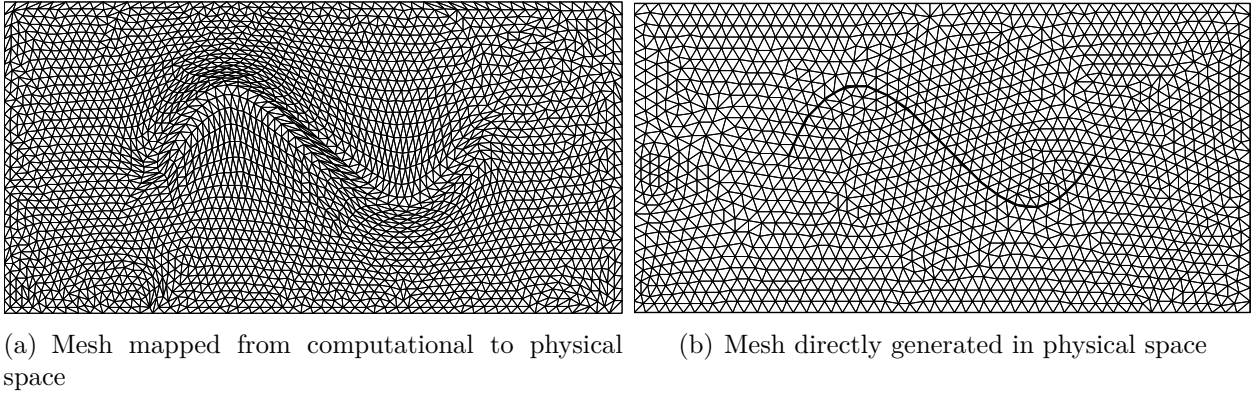 (a) Mesh mapped from computational to physical
space
(b) Mesh directly generated in physical space